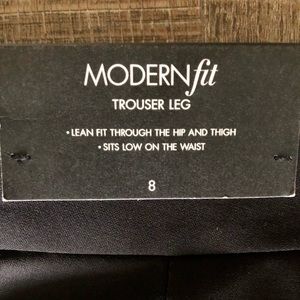 MODERNfit
TROUSER LEG
• LEAN FIT THROUGH THE HIP AND THIGH
• SITS LOW ON THE WAIST
8